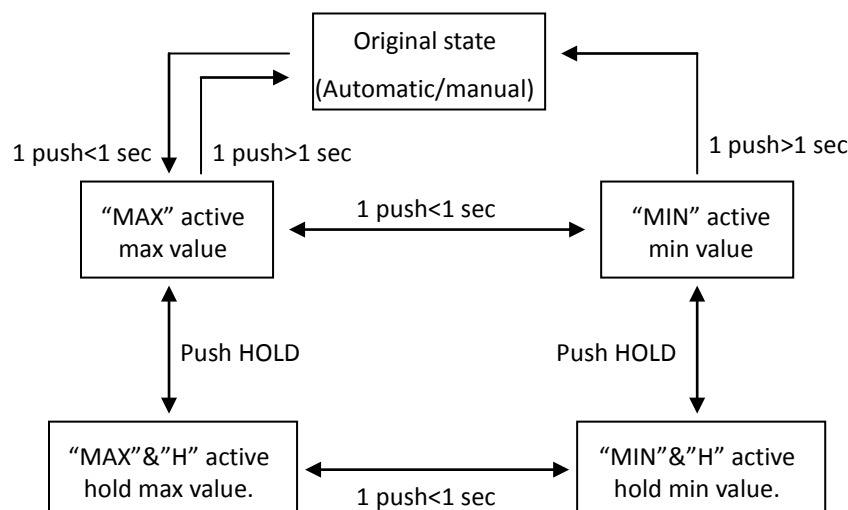 Original state
(Automatic/manual)
1 push<1 sec
1 push>1 sec
1 push>1 sec
“MAX” active
max value
1 push<1 sec
“MIN” active
min value
Push HOLD
Push HOLD
“MAX”&”H” active
hold max value.
1 push<1 sec
“MIN”&”H” active
hold min value.